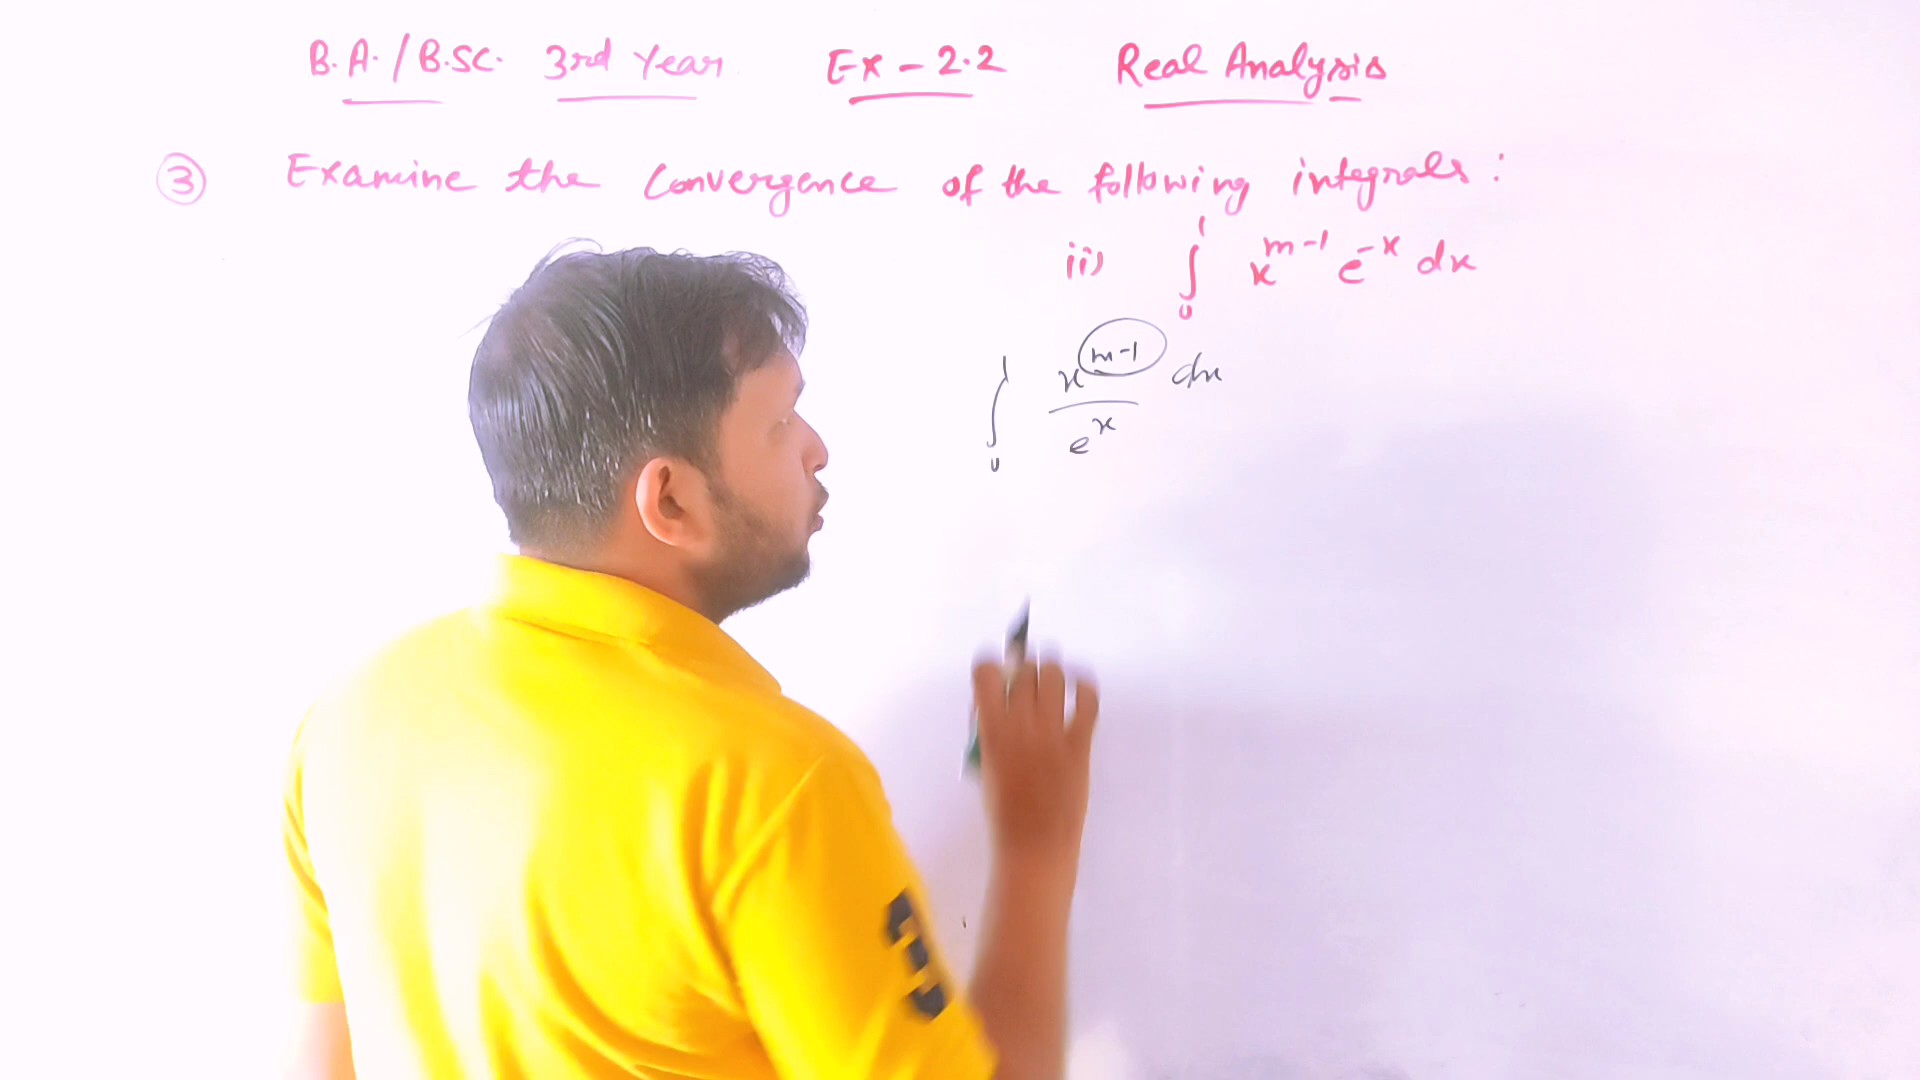 B.A./B.SC. 3rd Year Ex - 2.2 Real Analysis
③ Examine the Convergence of the following integrals:
ii) ∫₀¹ x^{m-1} e^{-x} dx
∫₀¹ x^{m-1}/e^x dx
3